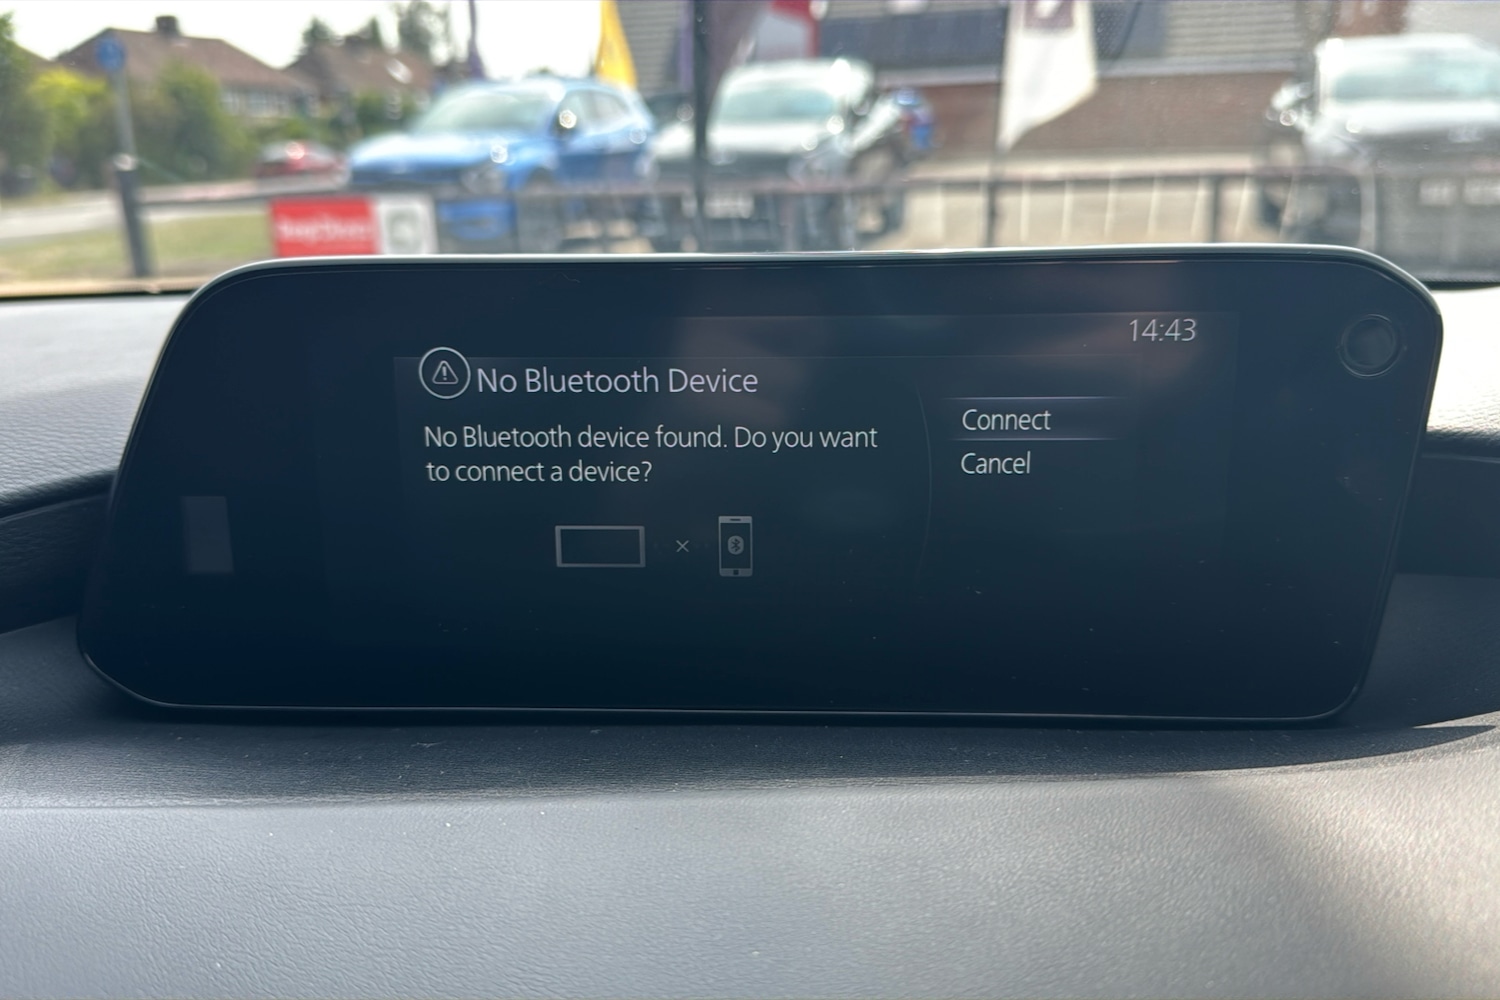 14:43
No Bluetooth Device
No Bluetooth device found. Do you want
to connect a device?
Connect
Cancel